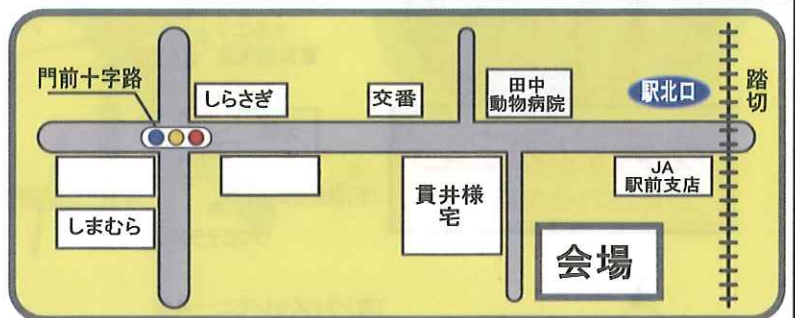 門前十字路
しらさぎ
交番
田中
動物病院
駅北口
踏切
しまむら
貫井様
宅
JA
駅前支店
会場